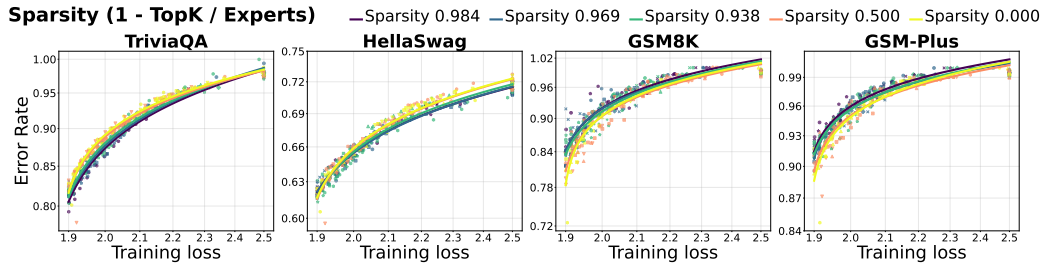 Sparsity (1 - TopK / Experts)
Sparsity 0.984
Sparsity 0.969
Sparsity 0.938
Sparsity 0.500
Sparsity 0.000
TriviaQA
HellaSwag
GSM8K
GSM-Plus
Error Rate
1.00
0.95
0.90
0.85
0.80
1.9 2.0 2.1 2.2 2.3 2.4 2.5
Training loss
0.75
0.72
0.69
0.66
0.63
0.60
1.9 2.0 2.1 2.2 2.3 2.4 2.5
Training loss
1.02
0.96
0.90
0.84
0.78
0.72
1.9 2.0 2.1 2.2 2.3 2.4 2.5
Training loss
0.99
0.96
0.93
0.90
0.87
0.84
1.9 2.0 2.1 2.2 2.3 2.4 2.5
Training loss